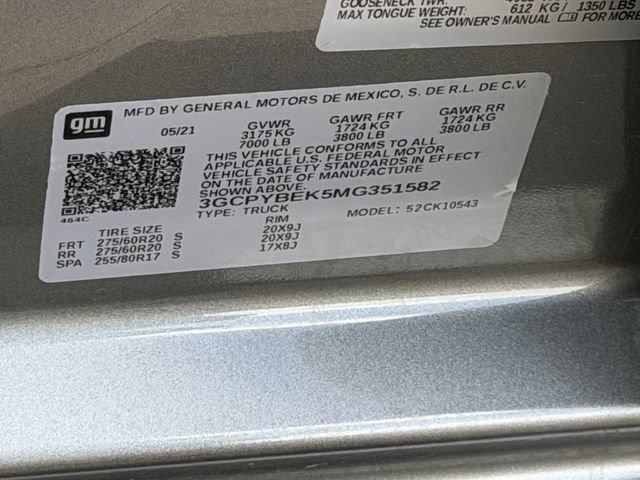 GOOSENECK TWR:
MAX TONGUE WEIGHT: 612 KG / 1350 LBS
SEE OWNER'S MANUAL FOR MORE
gm
MFD BY GENERAL MOTORS DE MEXICO, S. DE R.L. DE C.V.
05/21 GVWR GAWR FRT GAWR RR
3175 KG 1724 KG 1724 KG
7000 LB 3800 LB 3800 LB
THIS VEHICLE CONFORMS TO ALL
APPLICABLE U.S. FEDERAL MOTOR
VEHICLE SAFETY STANDARDS IN EFFECT
ON THE DATE OF MANUFACTURE
SHOWN ABOVE.
3GCPYBEK5MG351582
464C TYPE: TRUCK MODEL: 52CK10543
TIRE SIZE RIM
FRT 275/60R20 S 20X9J
RR 275/60R20 S 20X9J
SPA 255/80R17 S 17X8J